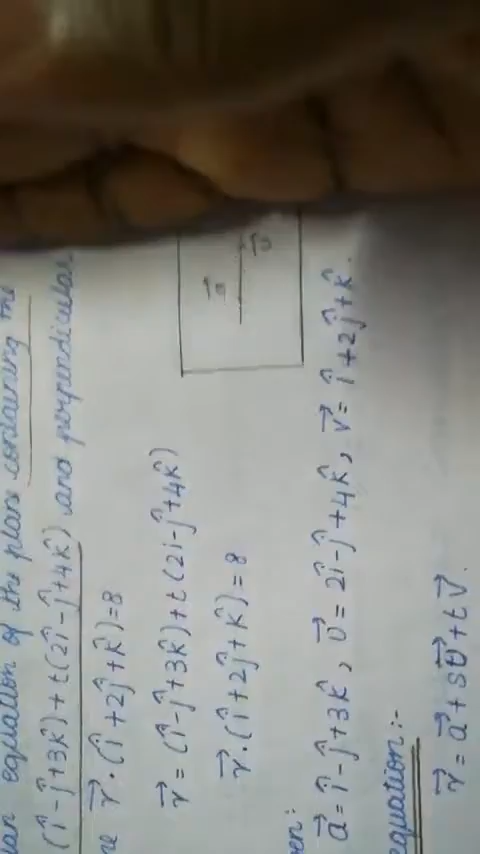 equation of the plane containing the
(î-ĵ+3k̂)+t(2î-ĵ+4k̂) and perpendicular
r⃗·(î+2ĵ+k̂)=8
r⃗=(î-ĵ+3k̂)+t(2i-ĵ+4k̂)
r⃗·(î+2ĵ+k̂)=8
a⃗=î-ĵ+3k̂, u⃗=2î-ĵ+4k̂, v⃗=î+2ĵ+k̂.
equation:-
r⃗=a⃗+su⃗+tv⃗.